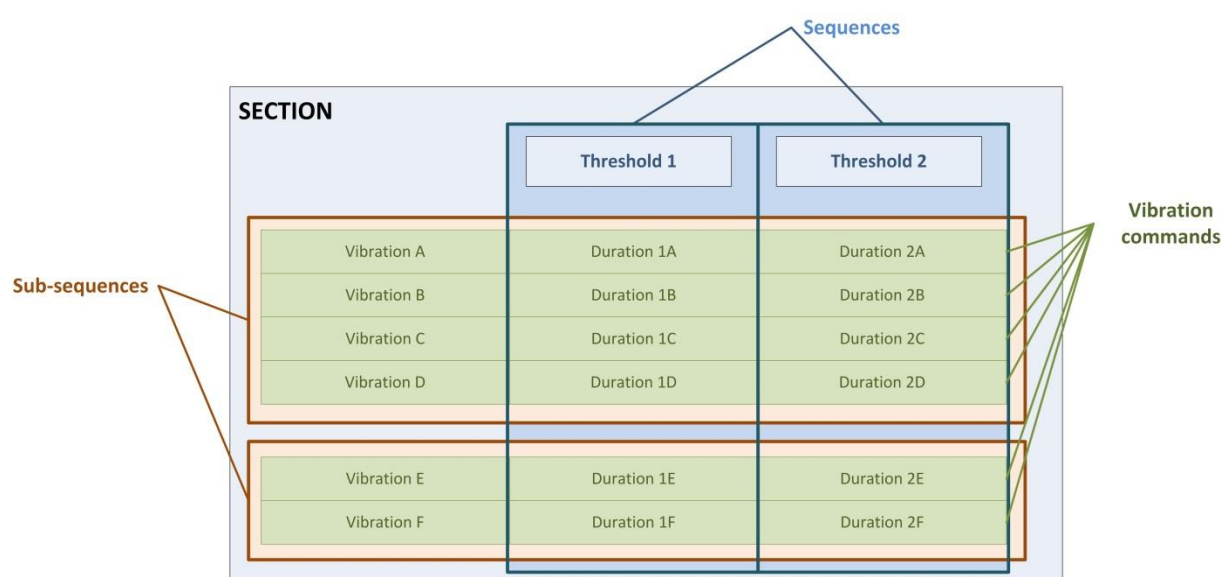 Sequences
SECTION
Threshold 1 Threshold 2
Vibration
commands
Sub-sequences
Vibration A Duration 1A Duration 2A
Vibration B Duration 1B Duration 2B
Vibration C Duration 1C Duration 2C
Vibration D Duration 1D Duration 2D
Vibration E Duration 1E Duration 2E
Vibration F Duration 1F Duration 2F